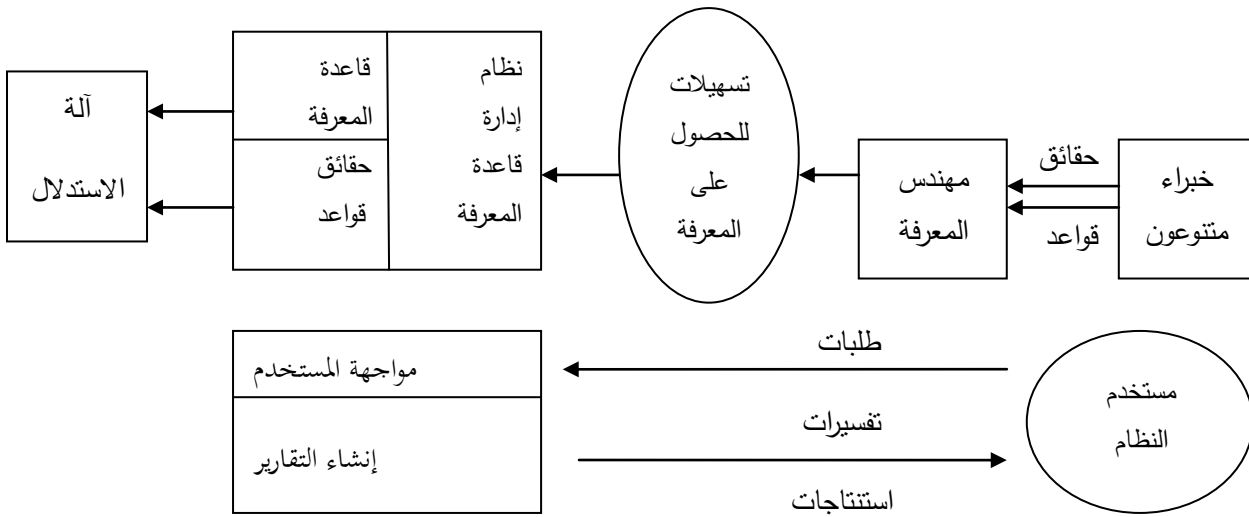 خبراء
متنوعون
حقائق
قواعد
مهندس
المعرفة
تسهيلات
للحصول
على
المعرفة
نظام
إدارة
قاعدة
المعرفة
قاعدة
المعرفة
حقائق
قواعد
آلة
الاستدلال
مستخدم
النظام
طلبات
تفسيرات
استنتاجات
مواجهة المستخدم
إنشاء التقارير